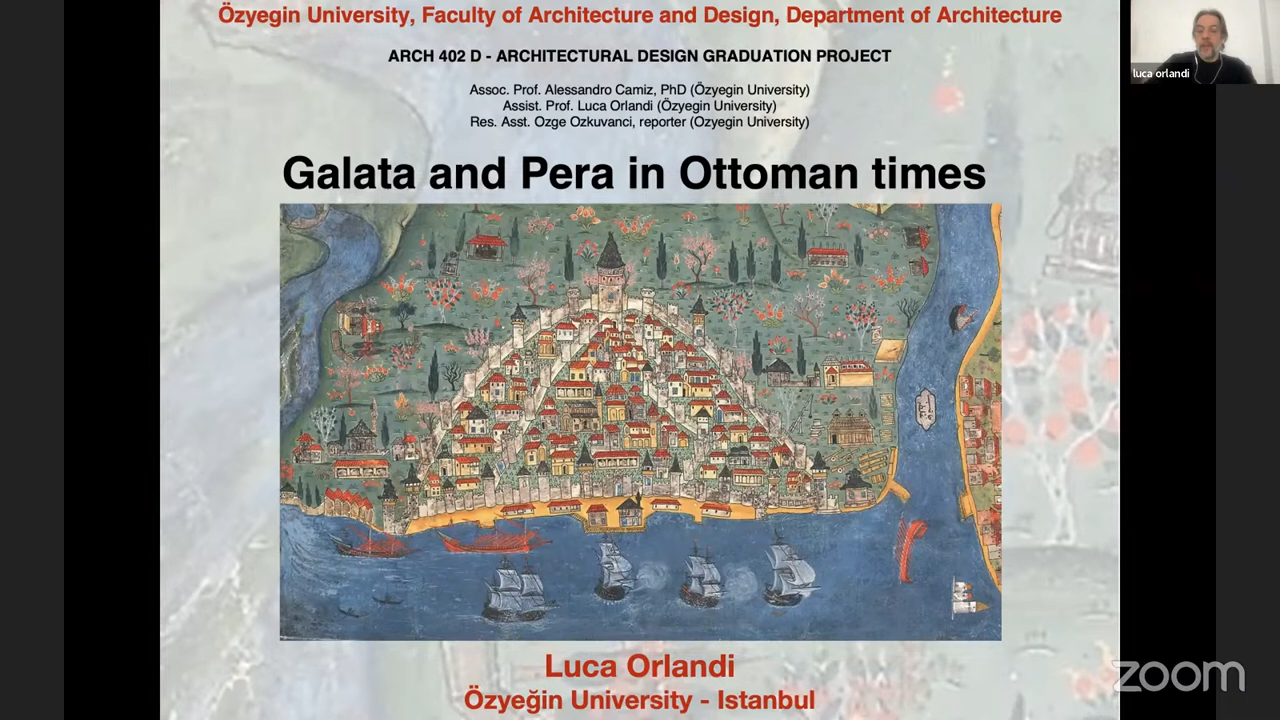 Özyegin University, Faculty of Architecture and Design, Department of Architecture
luca orlandi
ARCH 402 D - ARCHITECTURAL DESIGN GRADUATION PROJECT
Assoc. Prof. Alessandro Camiz, PhD (Özyegin University)
Assist. Prof. Luca Orlandi (Özyegin University)
Res. Asst. Ozge Ozkuvanci, reporter (Ozyegin University)
Galata and Pera in Ottoman times
Luca Orlandi
Özyeğin University - Istanbul
zoom